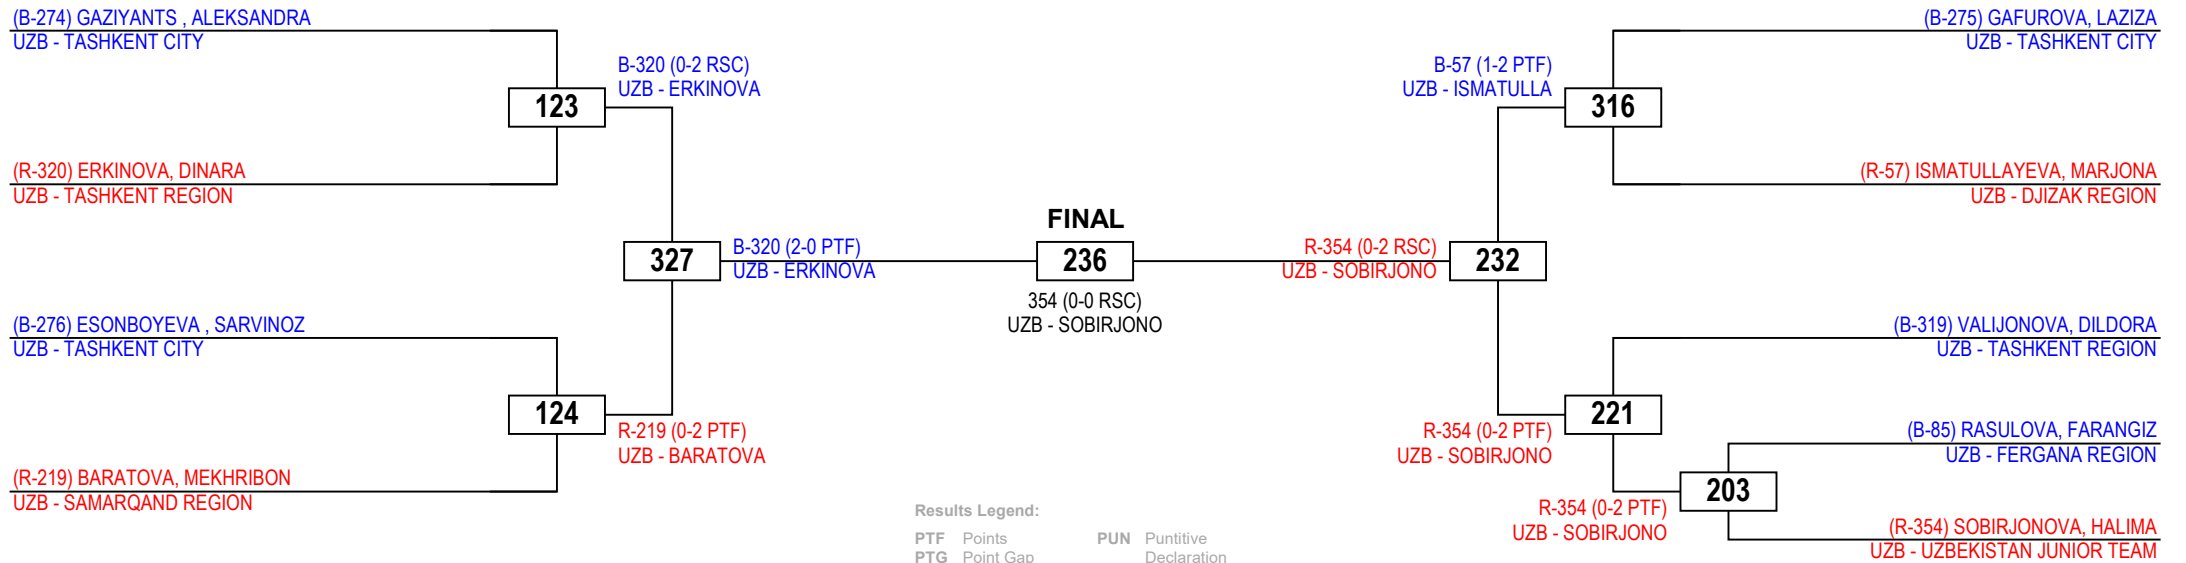 (B-274) GAZIYANTS , ALEKSANDRA
UZB - TASHKENT CITY
B-320 (0-2 RSC)
UZB - ERKINOVA
123
(R-320) ERKINOVA, DINARA
UZB - TASHKENT REGION
327
B-320 (2-0 PTF)
UZB - ERKINOVA
(B-276) ESONBOYEVA , SARVINOZ
UZB - TASHKENT CITY
124
R-219 (0-2 PTF)
UZB - BARATOVA
(R-219) BARATOVA, MEKHRIBON
UZB - SAMARQAND REGION
FINAL
236
354 (0-0 RSC)
UZB - SOBIRJONO
(B-275) GAFUROVA, LAZIZA
UZB - TASHKENT CITY
B-57 (1-2 PTF)
UZB - ISMATULLA
316
(R-57) ISMATULLAYEVA, MARJONA
UZB - DJIZAK REGION
R-354 (0-2 RSC)
UZB - SOBIRJONO
232
(B-319) VALIJONOVA, DILDORA
UZB - TASHKENT REGION
221
R-354 (0-2 PTF)
UZB - SOBIRJONO
(B-85) RASULOVA, FARANGIZ
UZB - FERGANA REGION
203
R-354 (0-2 PTF)
UZB - SOBIRJONO
(R-354) SOBIRJONOVA, HALIMA
UZB - UZBEKISTAN JUNIOR TEAM
Results Legend:
PTF Points
PTG Point Gap
PUN Puntitive
Declaration